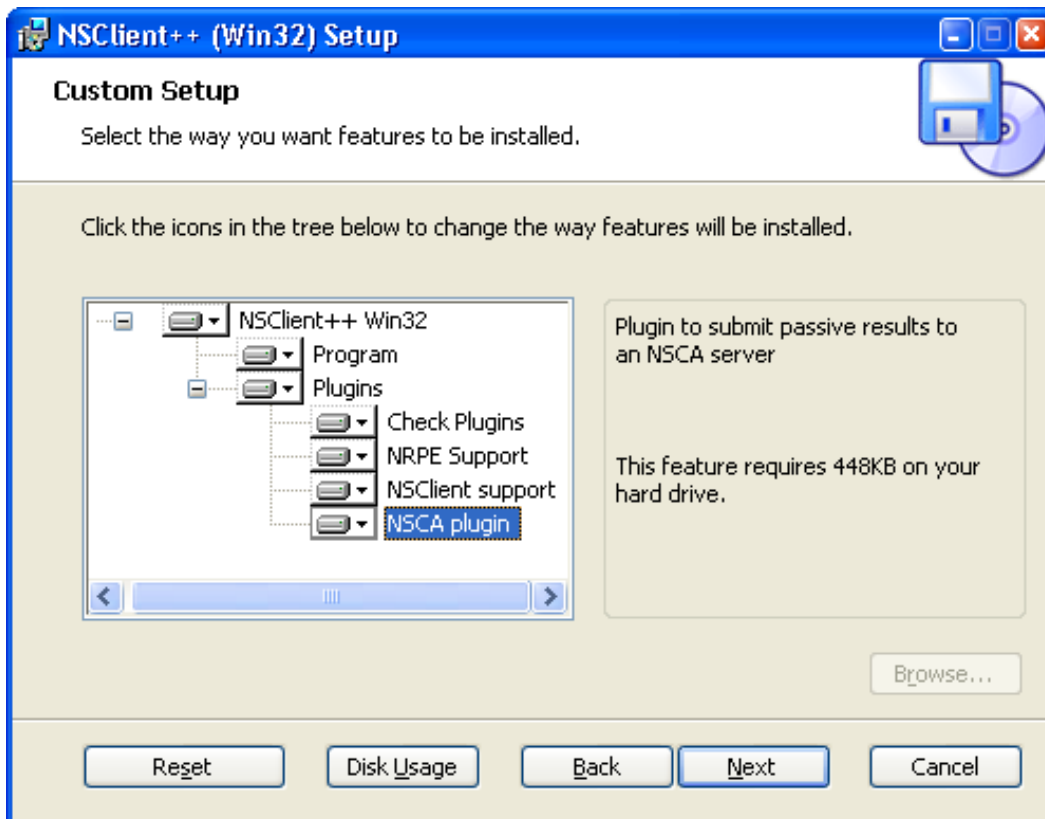 NSClient++ (Win32) Setup
Custom Setup
Select the way you want features to be installed.
Click the icons in the tree below to change the way features will be installed.
NSClient++ Win32
Program
Plugins
Check Plugins
NRPE Support
NSClient support
NSCA plugin
Plugin to submit passive results to
an NSCA server
This feature requires 448KB on your
hard drive.
Browse...
Reset
Disk Usage
Back
Next
Cancel